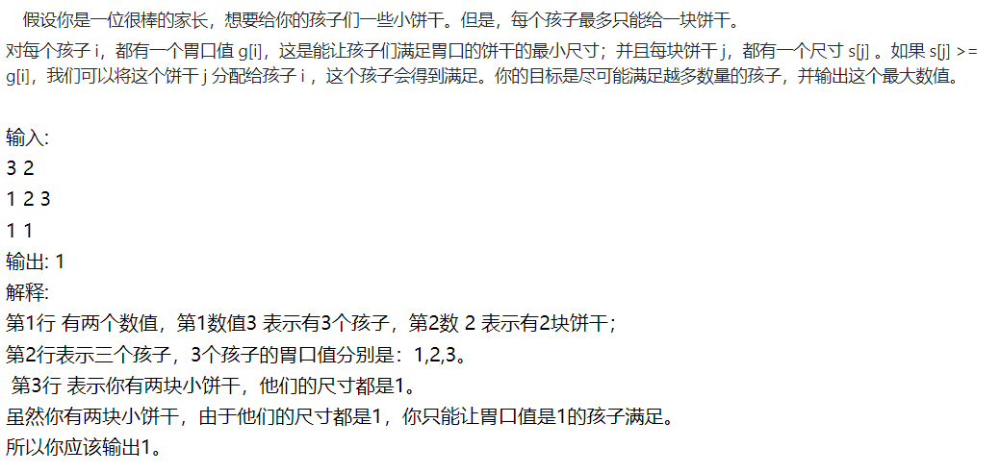 假设你是一位很棒的家长，想要给你的孩子们一些小饼干。但是，每个孩子最多只能给一块饼干。
对每个孩子 i，都有一个胃口值 g[i]，这是能让孩子们满足胃口的饼干的最小尺寸；并且每块饼干 j，都有一个尺寸 s[j] 。如果 s[j] >=
g[i]，我们可以将这个饼干 j 分配给孩子 i ，这个孩子会得到满足。你的目标是尽可能满足越多数量的孩子，并输出这个最大数值。
输入:
3 2
1 2 3
1 1
输出: 1
解释:
第1行 有两个数值，第1数值3 表示有3个孩子，第2数 2 表示有2块饼干；
第2行表示三个孩子，3个孩子的胃口值分别是：1,2,3。
第3行 表示你有两块小饼干，他们的尺寸都是1。
虽然你有两块小饼干，由于他们的尺寸都是1，你只能让胃口值是1的孩子满足。
所以你应该输出1。